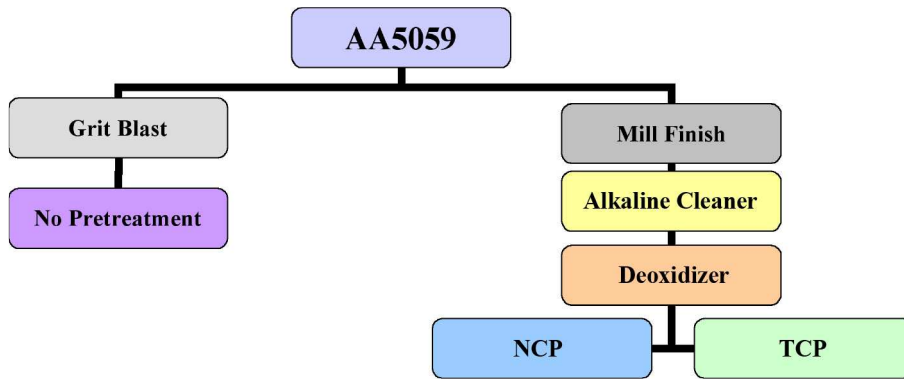 AA5059
Grit Blast
Mill Finish
No Pretreatment
Alkaline Cleaner
Deoxidizer
NCP
TCP